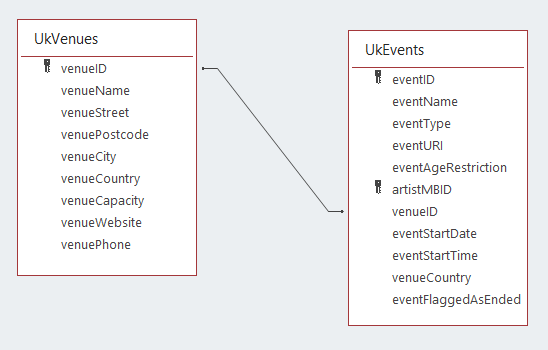 UkVenues
venueID
venueName
venueStreet
venuePostcode
venueCity
venueCountry
venueCapacity
venueWebsite
venuePhone
UkEvents
eventID
eventName
eventType
eventURI
eventAgeRestriction
artistMBID
venueID
eventStartDate
eventStartTime
venueCountry
eventFlaggedAsEnded